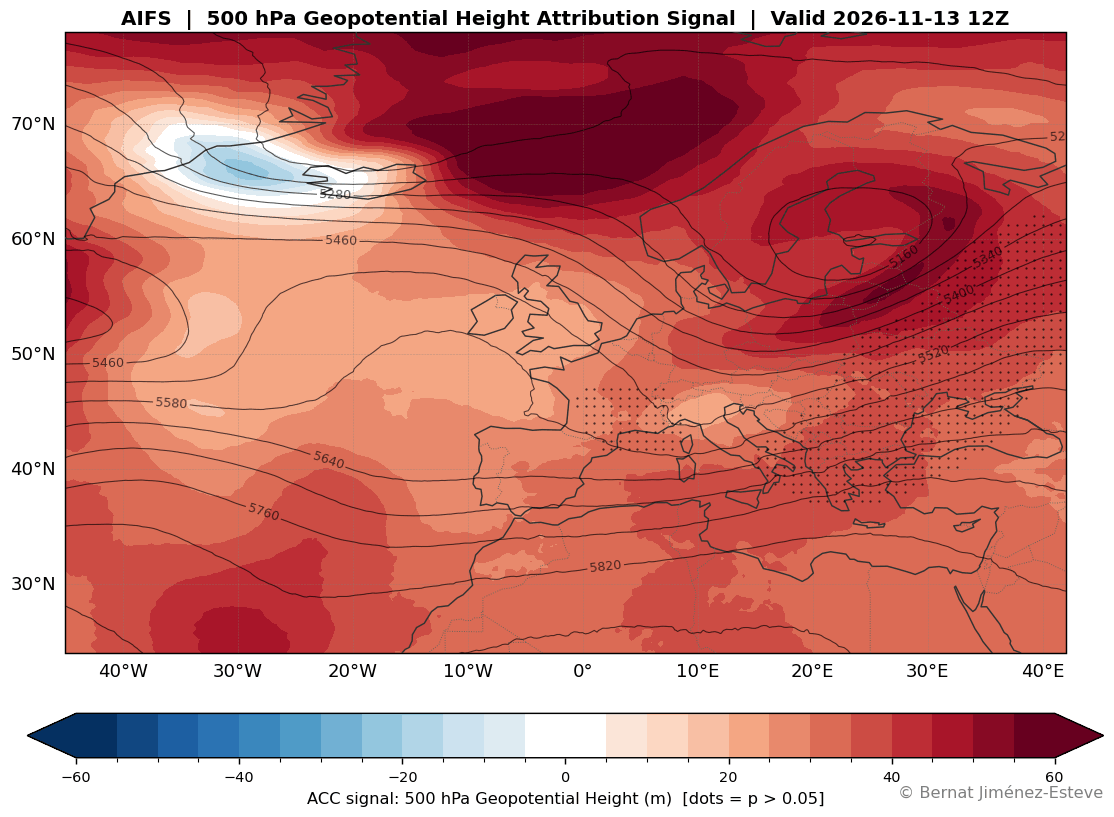 AIFS | 500 hPa Geopotential Height Attribution Signal | Valid 2026-11-13 12Z
70°N
60°N
50°N
40°N
30°N
5280
5460
5460
5580
5640
5760
5820
5160
5340
5400
5520
52
40°W
30°W
20°W
10°W
0°
10°E
20°E
30°E
40°E
−60
−40
−20
0
20
40
60
ACC signal: 500 hPa Geopotential Height (m) [dots = p > 0.05]
© Bernat Jiménez-Esteve